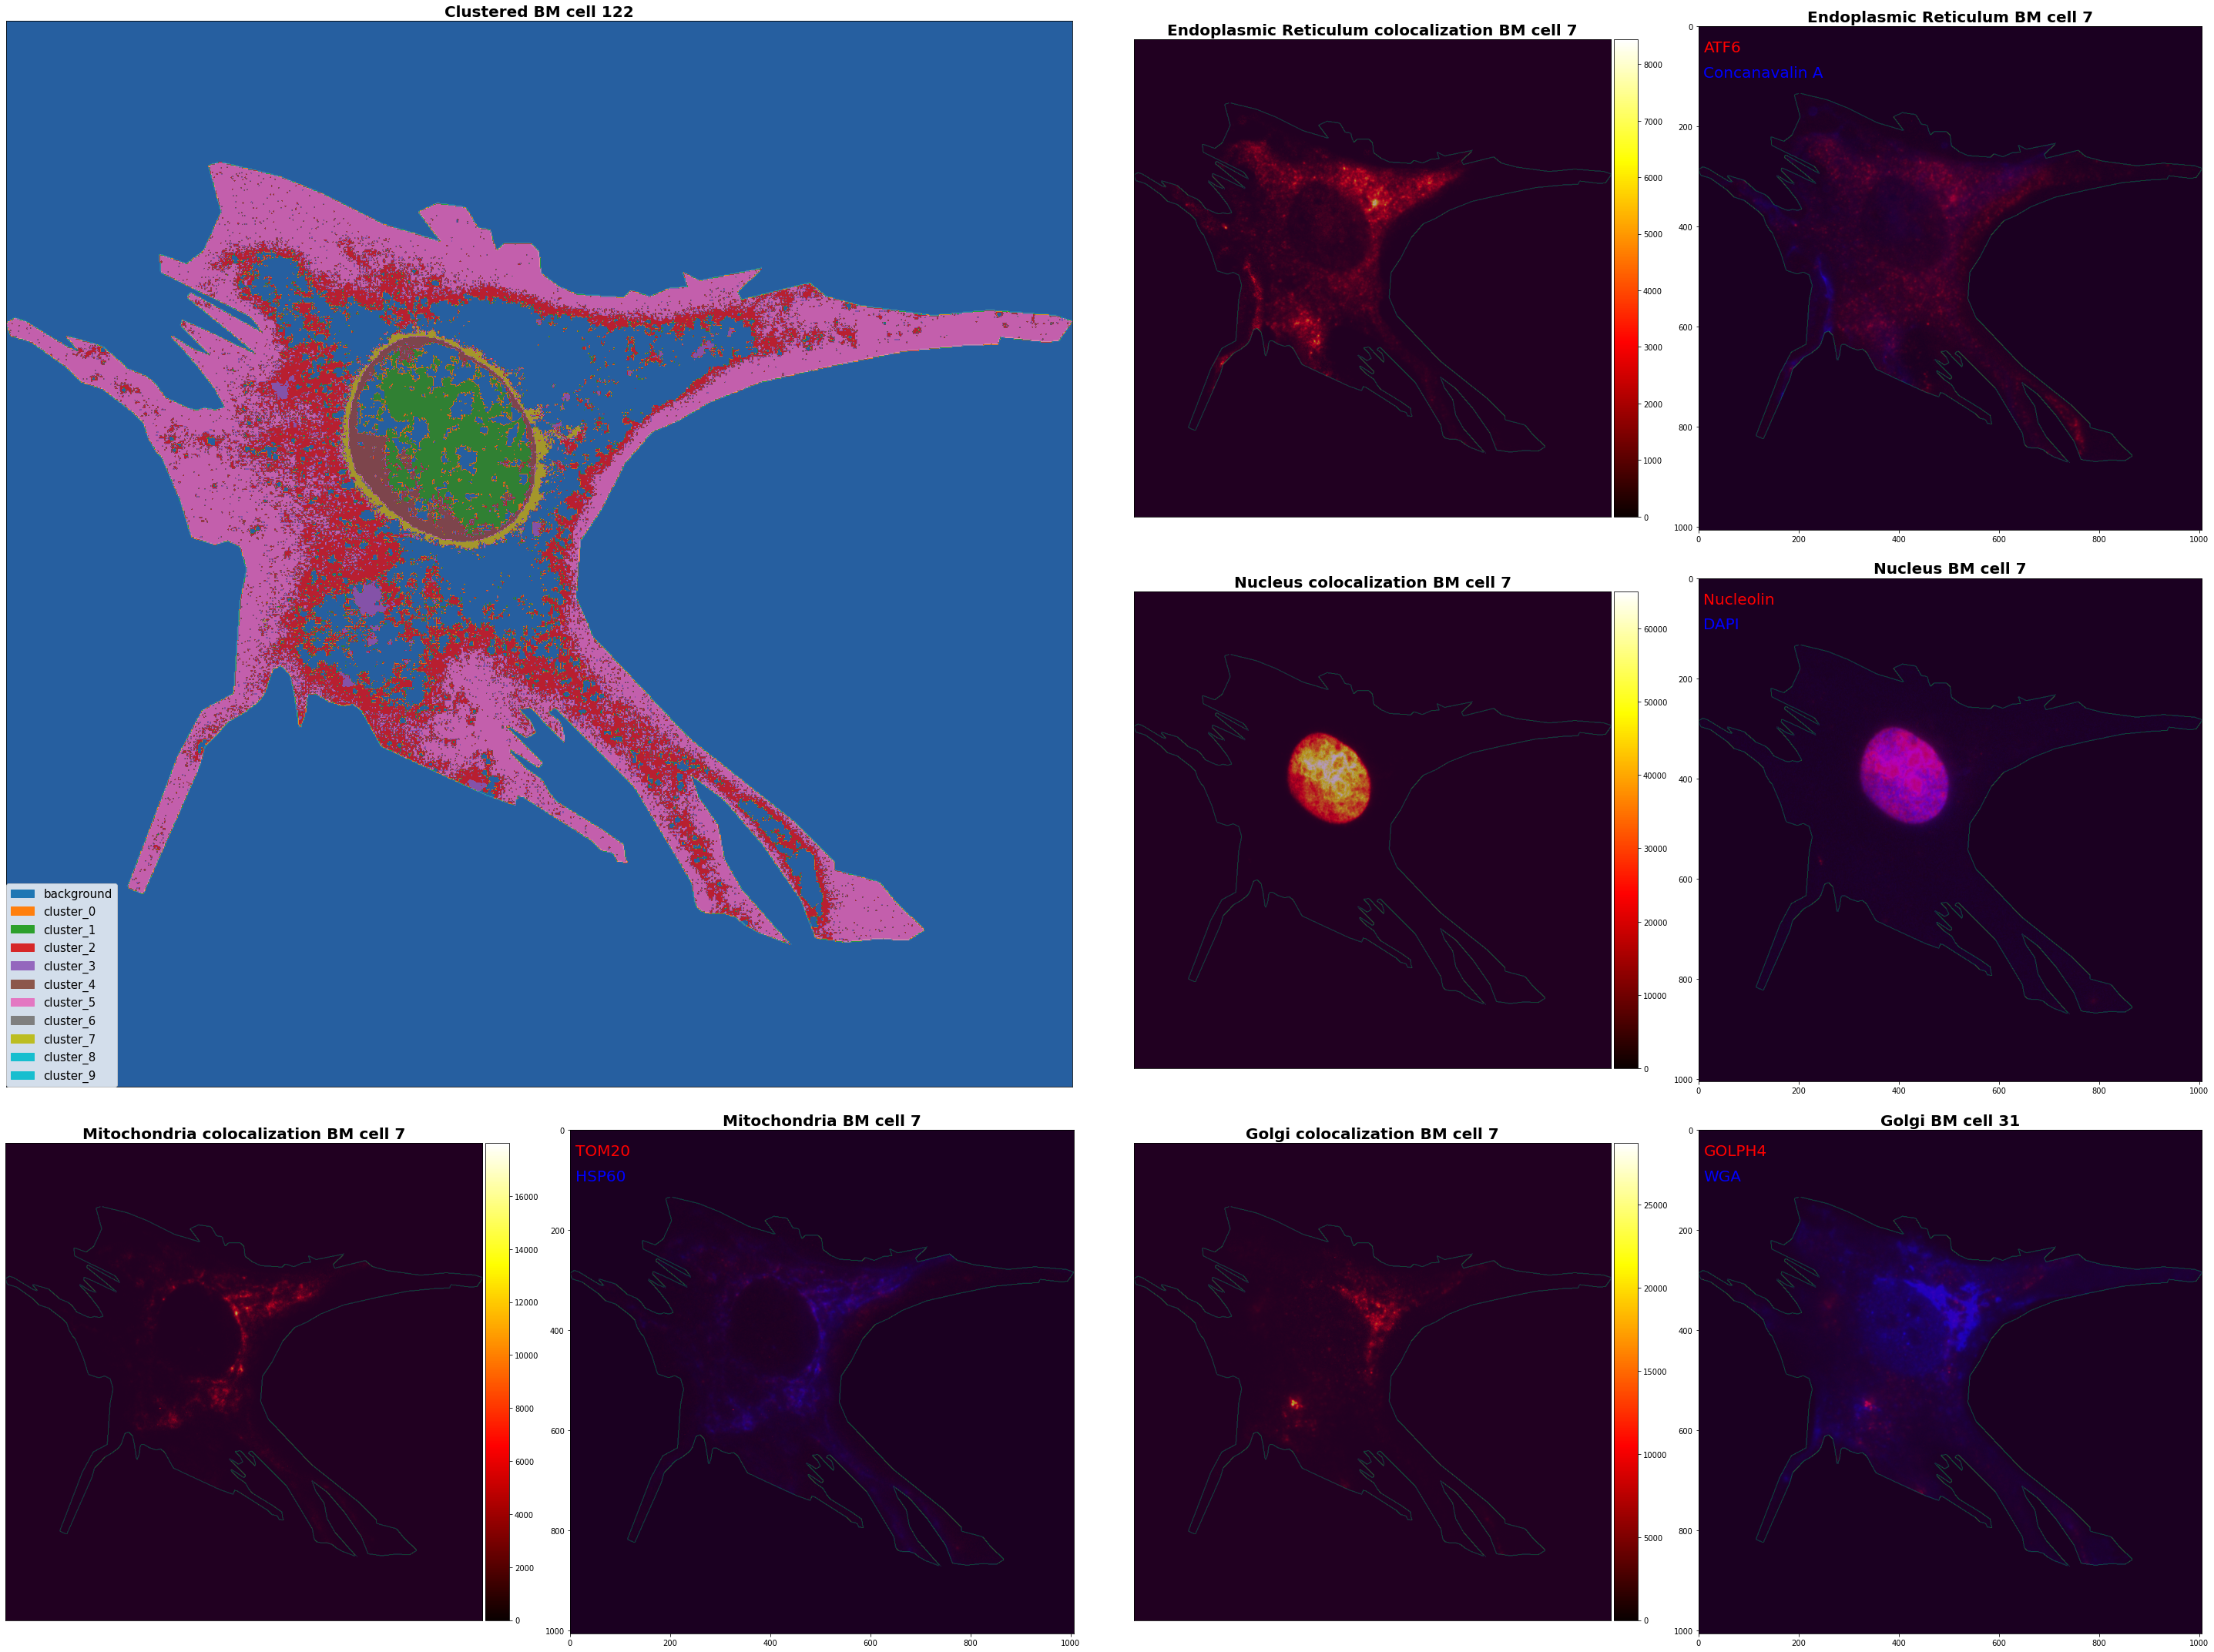 Clustered BM cell 122
background
cluster_0
cluster_1
cluster_2
cluster_3
cluster_4
cluster_5
cluster_6
cluster_7
cluster_8
cluster_9
Endoplasmic Reticulum colocalization BM cell 7
8000
7000
6000
5000
4000
3000
2000
1000
0
Endoplasmic Reticulum BM cell 7
ATF6
Concanavalin A
0
200
400
600
800
1000
0 200 400 600 800 1000
Nucleus colocalization BM cell 7
60000
50000
40000
30000
20000
10000
0
Nucleus BM cell 7
Nucleolin
DAPI
0
200
400
600
800
1000
0 200 400 600 800 1000
Mitochondria colocalization BM cell 7
16000
14000
12000
10000
8000
6000
4000
2000
0
Mitochondria BM cell 7
TOM20
HSP60
0
200
400
600
800
1000
0 200 400 600 800 1000
Golgi colocalization BM cell 7
25000
20000
15000
10000
5000
0
Golgi BM cell 31
GOLPH4
WGA
0
200
400
600
800
1000
0 200 400 600 800 1000